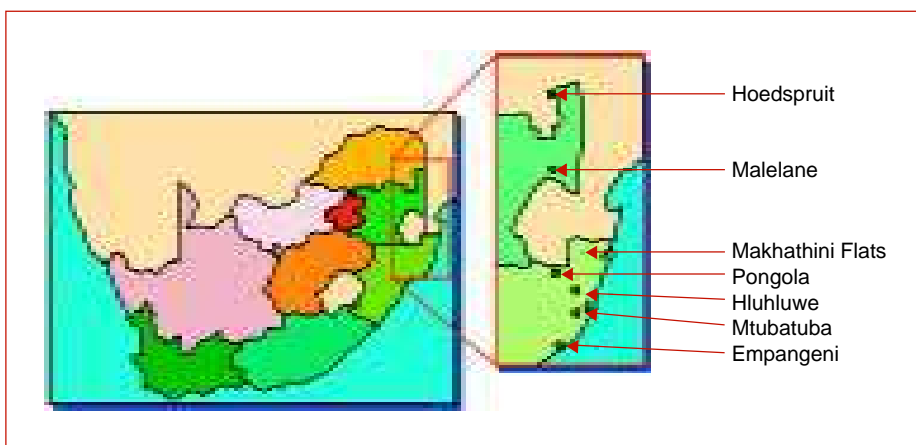 Hoedspruit
Malelane
Makhathini Flats
Pongola
Hluhluwe
Mtubatuba
Empangeni